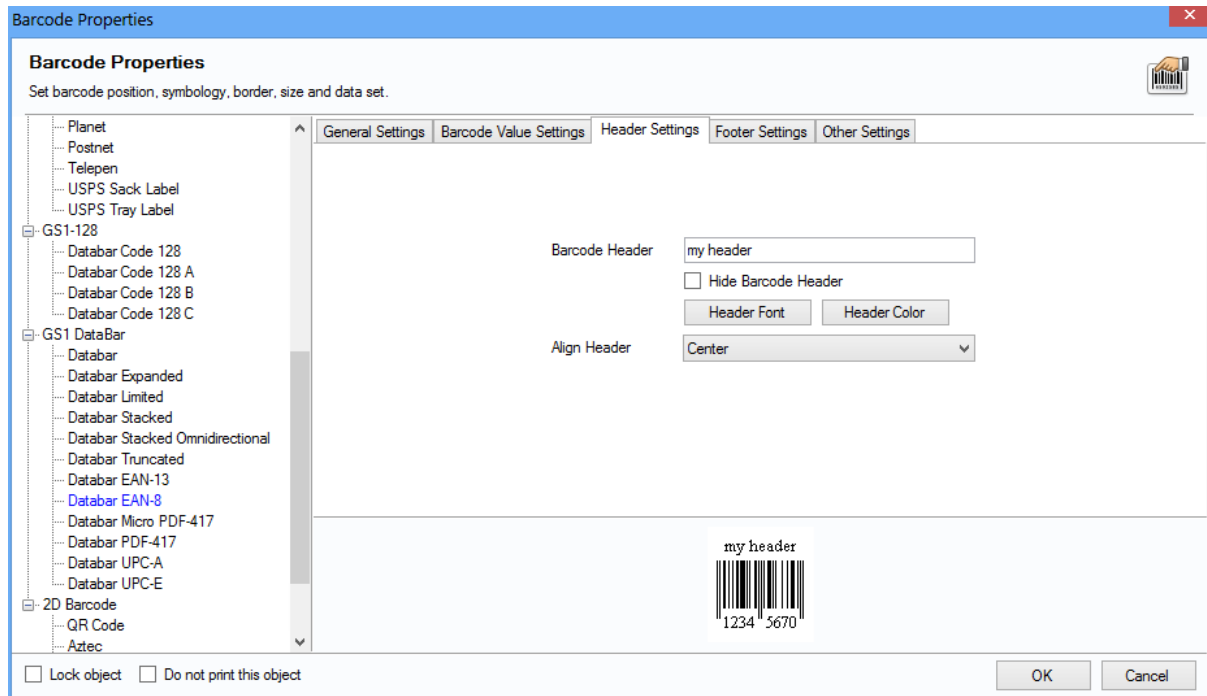 Barcode Properties
Barcode Properties
Set barcode position, symbology, border, size and data set.
Planet
Postnet
Telepen
USPS Sack Label
USPS Tray Label
GS1-128
Databar Code 128
Databar Code 128 A
Databar Code 128 B
Databar Code 128 C
GS1 DataBar
Databar
Databar Expanded
Databar Limited
Databar Stacked
Databar Stacked Omnidirectional
Databar Truncated
Databar EAN-13
Databar EAN-8
Databar Micro PDF-417
Databar PDF-417
Databar UPC-A
Databar UPC-E
2D Barcode
QR Code
Aztec
General Settings Barcode Value Settings Header Settings Footer Settings Other Settings
Barcode Header my header
Hide Barcode Header
Header Font Header Color
Align Header Center
my header
1234 5670
Lock object Do not print this object OK Cancel